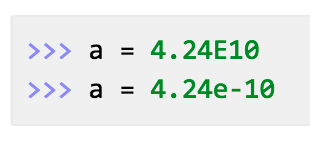 >>> a = 4.24E10
>>> a = 4.24e-10